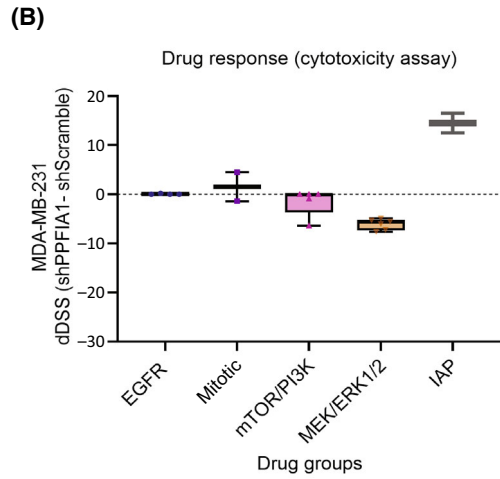 (B)
Drug response (cytotoxicity assay)
MDA-MB-231
dDSS (shPPFIA1- shScramble)
20
10
0
−10
−20
−30
EGFR
Mitotic
mTOR/PI3K
MEK/ERK1/2
IAP
Drug groups